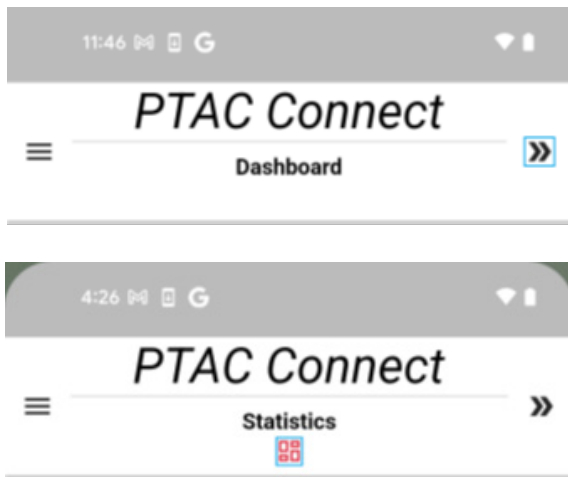 11:46 G
PTAC Connect
Dashboard
4:26 G
PTAC Connect
Statistics